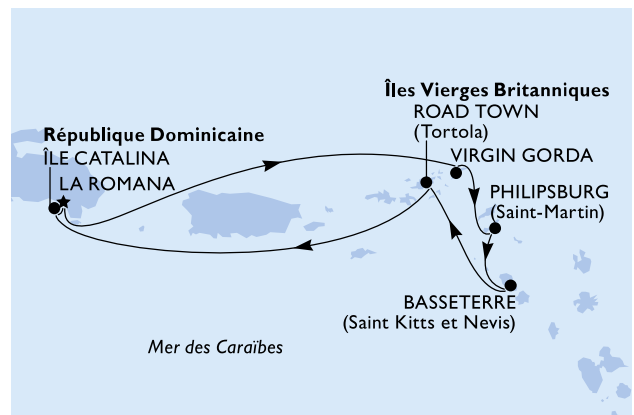 Îles Vierges Britanniques
ROAD TOWN
(Tortola)
VIRGIN GORDA
République Dominicaine
ÎLE CATALINA
LA ROMANA
PHILIPSBURG
(Saint-Martin)
BASSETERRE
(Saint Kitts et Nevis)
Mer des Caraïbes